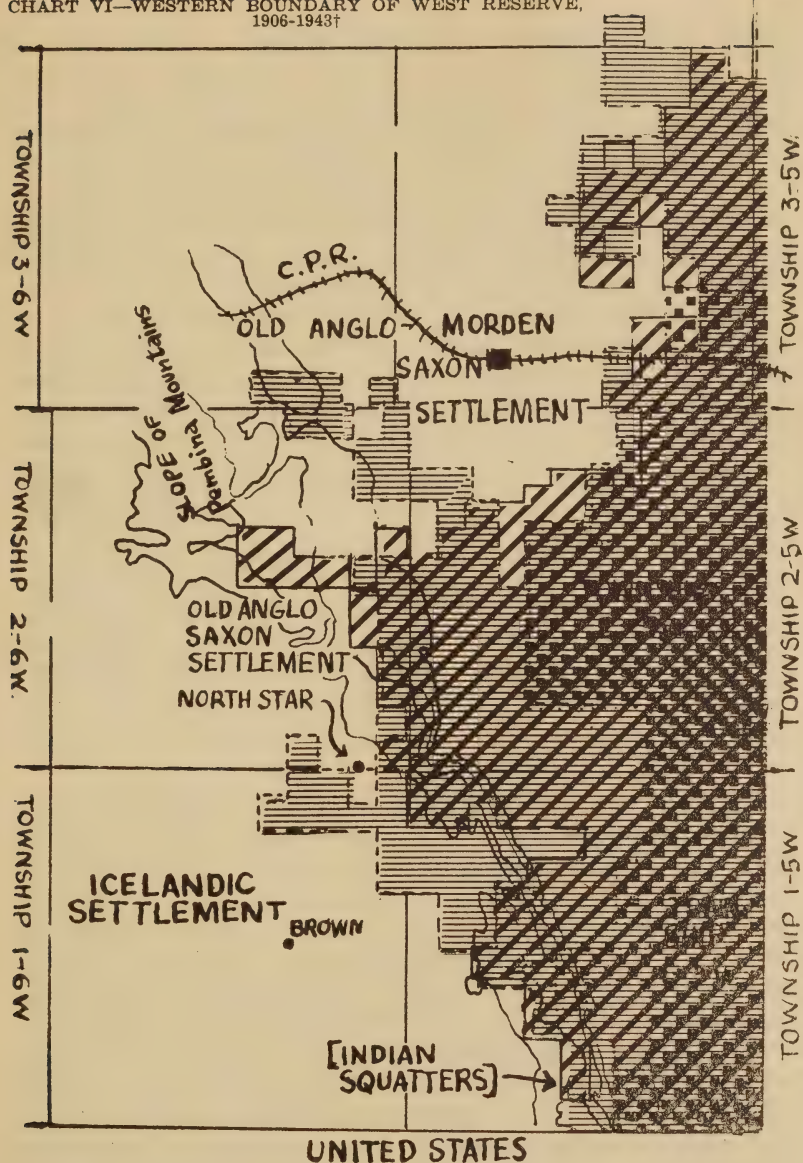 CHART VI—WESTERN BOUNDARY OF WEST RESERVE,
1906-1943†
TOWNSHIP 3-6W
TOWNSHIP 3-5W
C.P.R.
OLD ANGLO-
SAXON
SETTLEMENT
MORDEN
SLOPE OF
Pembina Mountains
TOWNSHIP 2-6W.
TOWNSHIP 2-5W
OLD ANGLO
SAXON
SETTLEMENT
NORTH STAR
TOWNSHIP 1-6W
TOWNSHIP 1-5W
ICELANDIC
SETTLEMENT
BROWN
[INDIAN
SQUATTERS]
UNITED STATES